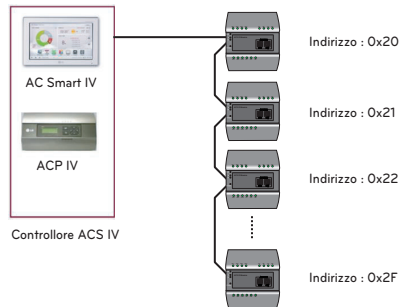 AC Smart IV
ACP IV
Controllore ACS IV
Indirizzo : 0x20
Indirizzo : 0x21
Indirizzo : 0x22
Indirizzo : 0x2F